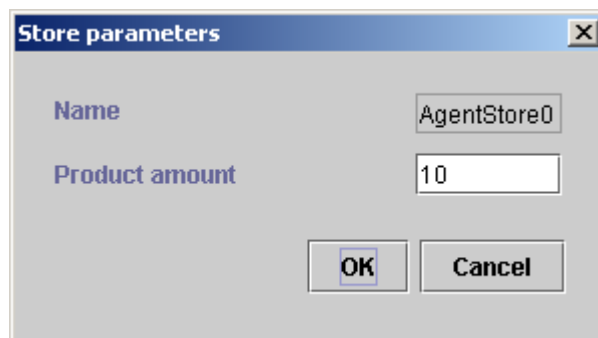 Store parameters
Name AgentStore0
Product amount 10
OK Cancel